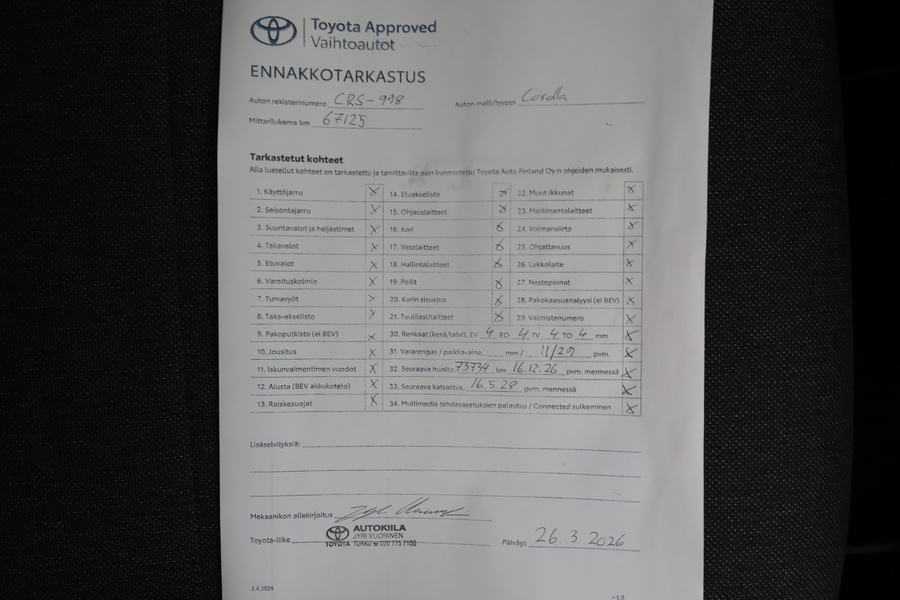 Toyota Approved
Vaihtoautot
ENNAKKOTARKASTUS
Auton rekisterinumero CRS-998 Auton malli/tyyppi Corolla
Mittarilukema km 67125
Tarkastetut kohteet
Alla luetellut kohteet on tarkastettu ja tarvittavilta osin kunnostettu Toyota Auto Finland Oy:n ohjeiden mukaisesti.
1. Käyttöjarru X 14. Etuakselisto X 22. Muut ikkunat X
2. Seisontajarru X 15. Ohjauslaitteet X 23. Merkinantolaitteet X
3. Suuntavalot ja heijastimet X 16. Kori X 24. Voimansiirto X
4. Takavalot X 17. Vetolaitteet X 25. Ohjattavuus X
5. Etuvalot X 18. Hallintalaitteet X 26. Lukkolaite X
6. Varoituskolmio X 19. Peilit X 27. Nestepinnat X
7. Turvavyöt X 20. Korin sisustus X 28. Pakokaasuanalyysi (ei BEV) X
8. Taka-akselisto X 21. Tuulilasi/laitteet X 29. Valmistenumero X
9. Pakoputkisto (ei BEV) X 30. Renkaat (kesä/talvi), EV 4 EO 4 TV 4 TO 4 mm X
10. Jousitus X 31. Vararengas / paikka-aine, mm / 11/29 pvm. X
11. Iskunvaimentimen vuodot X 32. Seuraava huolto 73734 km 16.12.26 pvm. mennessä X
12. Alusta (BEV akkukotelo) X 33. Seuraava katsastus, 16.5.28 pvm, mennessä X
13. Roiskesuojat X 34. Multimedia tehdasasetuksien palautus / Connected sulkeminen X
Lisäselvityksiä:
Mekaanikon allekirjoitus
Toyota-liike TOYOTA AUTOKIILA
JYRI VUORINEN
TURKU ☎ 020 775 7100
Päiväys 26.3.2026
1.4.2024 v 1.0